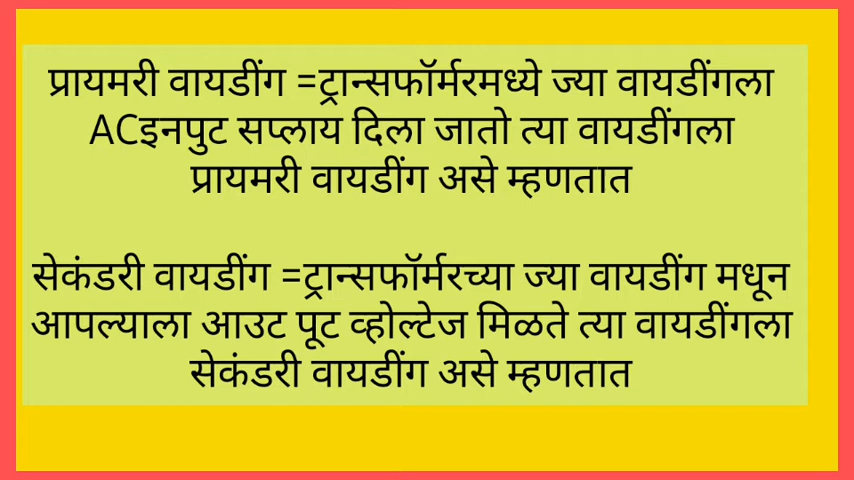 प्रायमरी वायडींग =ट्रान्सफॉर्मरमध्ये ज्या वायडींगला
ACइनपुट सप्लाय दिला जातो त्या वायडींगला
प्रायमरी वायडींग असे म्हणतात
सेकंडरी वायडींग =ट्रान्सफॉर्मरच्या ज्या वायडींग मधून
आपल्याला आउट पूट व्होल्टेज मिळते त्या वायडींगला
सेकंडरी वायडींग असे म्हणतात